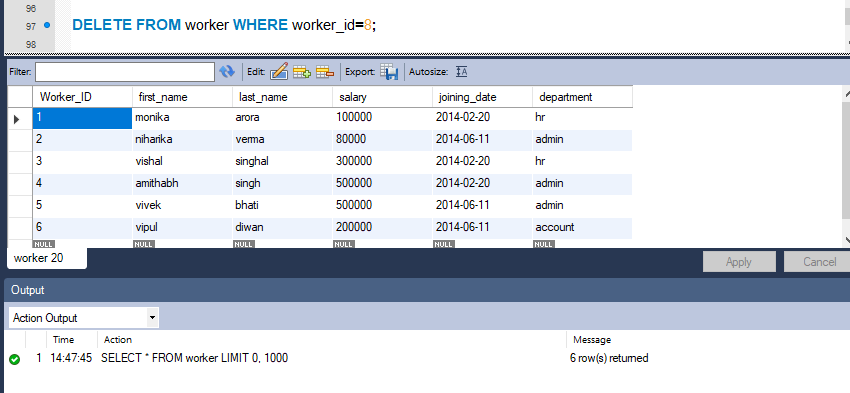 96
97 DELETE FROM worker WHERE worker_id=8;
98
Filter: Edit: Export: Autosize:
Worker_ID first_name last_name salary joining_date department
1 monika arora 100000 2014-02-20 hr
2 niharika verma 80000 2014-06-11 admin
3 vishal singhal 300000 2014-02-20 hr
4 amithabh singh 500000 2014-02-20 admin
5 vivek bhati 500000 2014-06-11 admin
6 vipul diwan 200000 2014-06-11 account
NULL NULL NULL NULL NULL NULL
worker 20 Apply Cancel
Output
Action Output
Time Action Message
1 14:47:45 SELECT * FROM worker LIMIT 0, 1000 6 row(s) returned